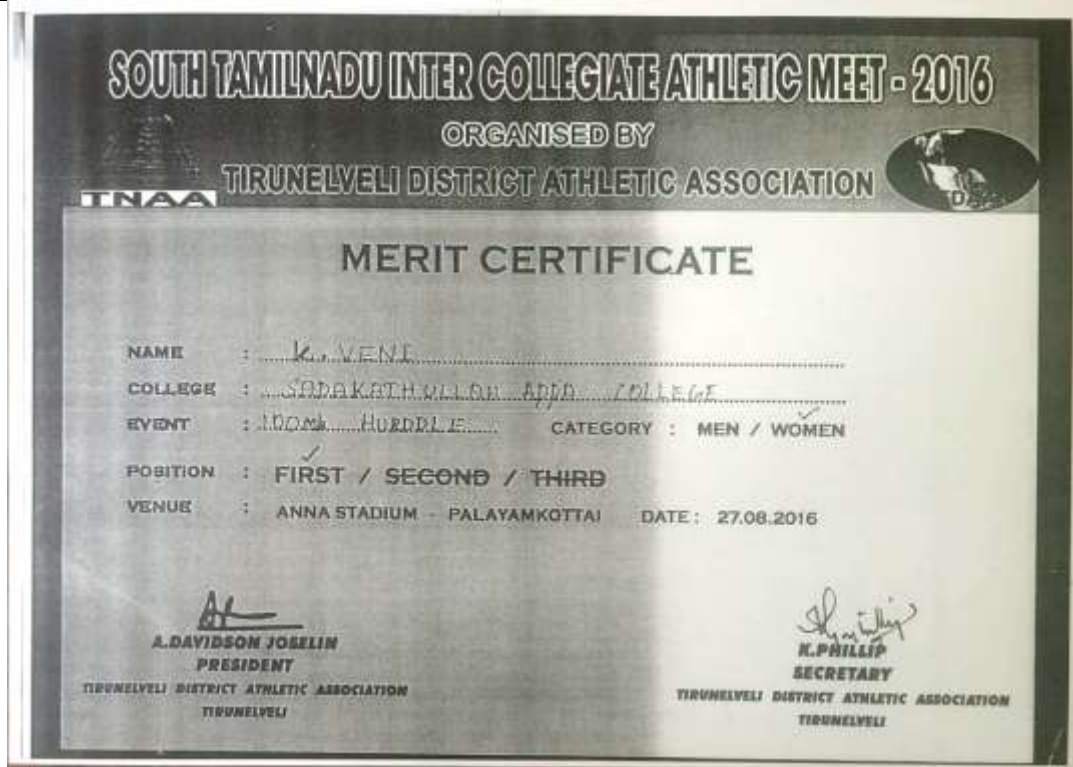 SOUTH TAMILNADU INTER COLLEGIATE ATHLETIC MEET - 2016
ORGANISED BY
TIRUNELVELI DISTRICT ATHLETIC ASSOCIATION
TNAA
MERIT CERTIFICATE
NAME : K. VENI
COLLEGE : SADAKATHULLAH APPA COLLEGE
EVENT : 100mt HURDDLE CATEGORY : MEN / WOMEN
POSITION : FIRST / SECOND / THIRD
VENUE : ANNA STADIUM - PALAYAMKOTTAI DATE : 27.08.2016
A.DAVIDSON JOSELIN
PRESIDENT
TIRUNELVELI DISTRICT ATHLETIC ASSOCIATION
TIRUNELVELI
K.PHILLIP
SECRETARY
TIRUNELVELI DISTRICT ATHLETIC ASSOCIATION
TIRUNELVELI